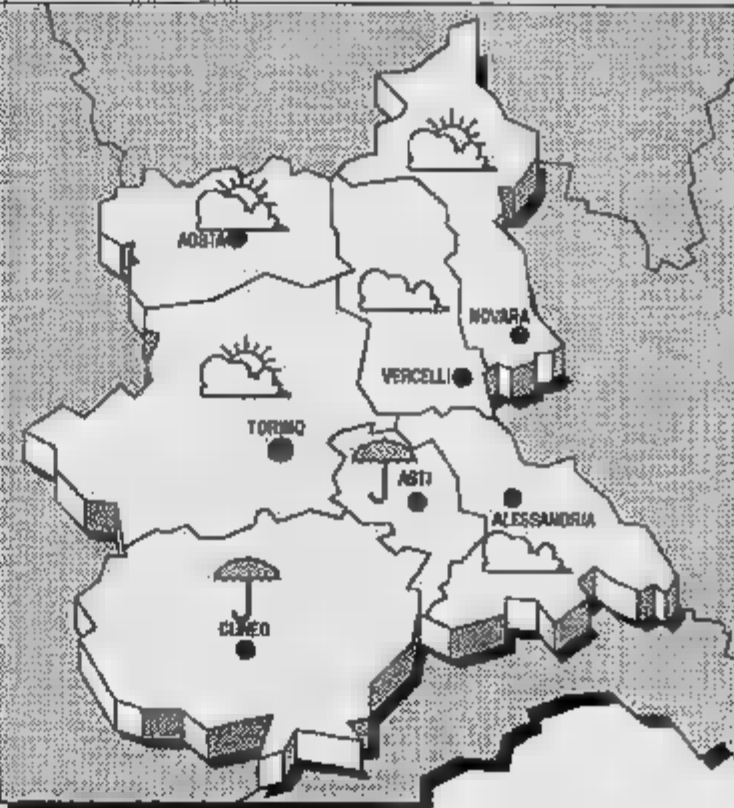 AOSTA
NOVARA
VERCELLI
TORINO
ASTI
ALESSANDRIA
CUNEO